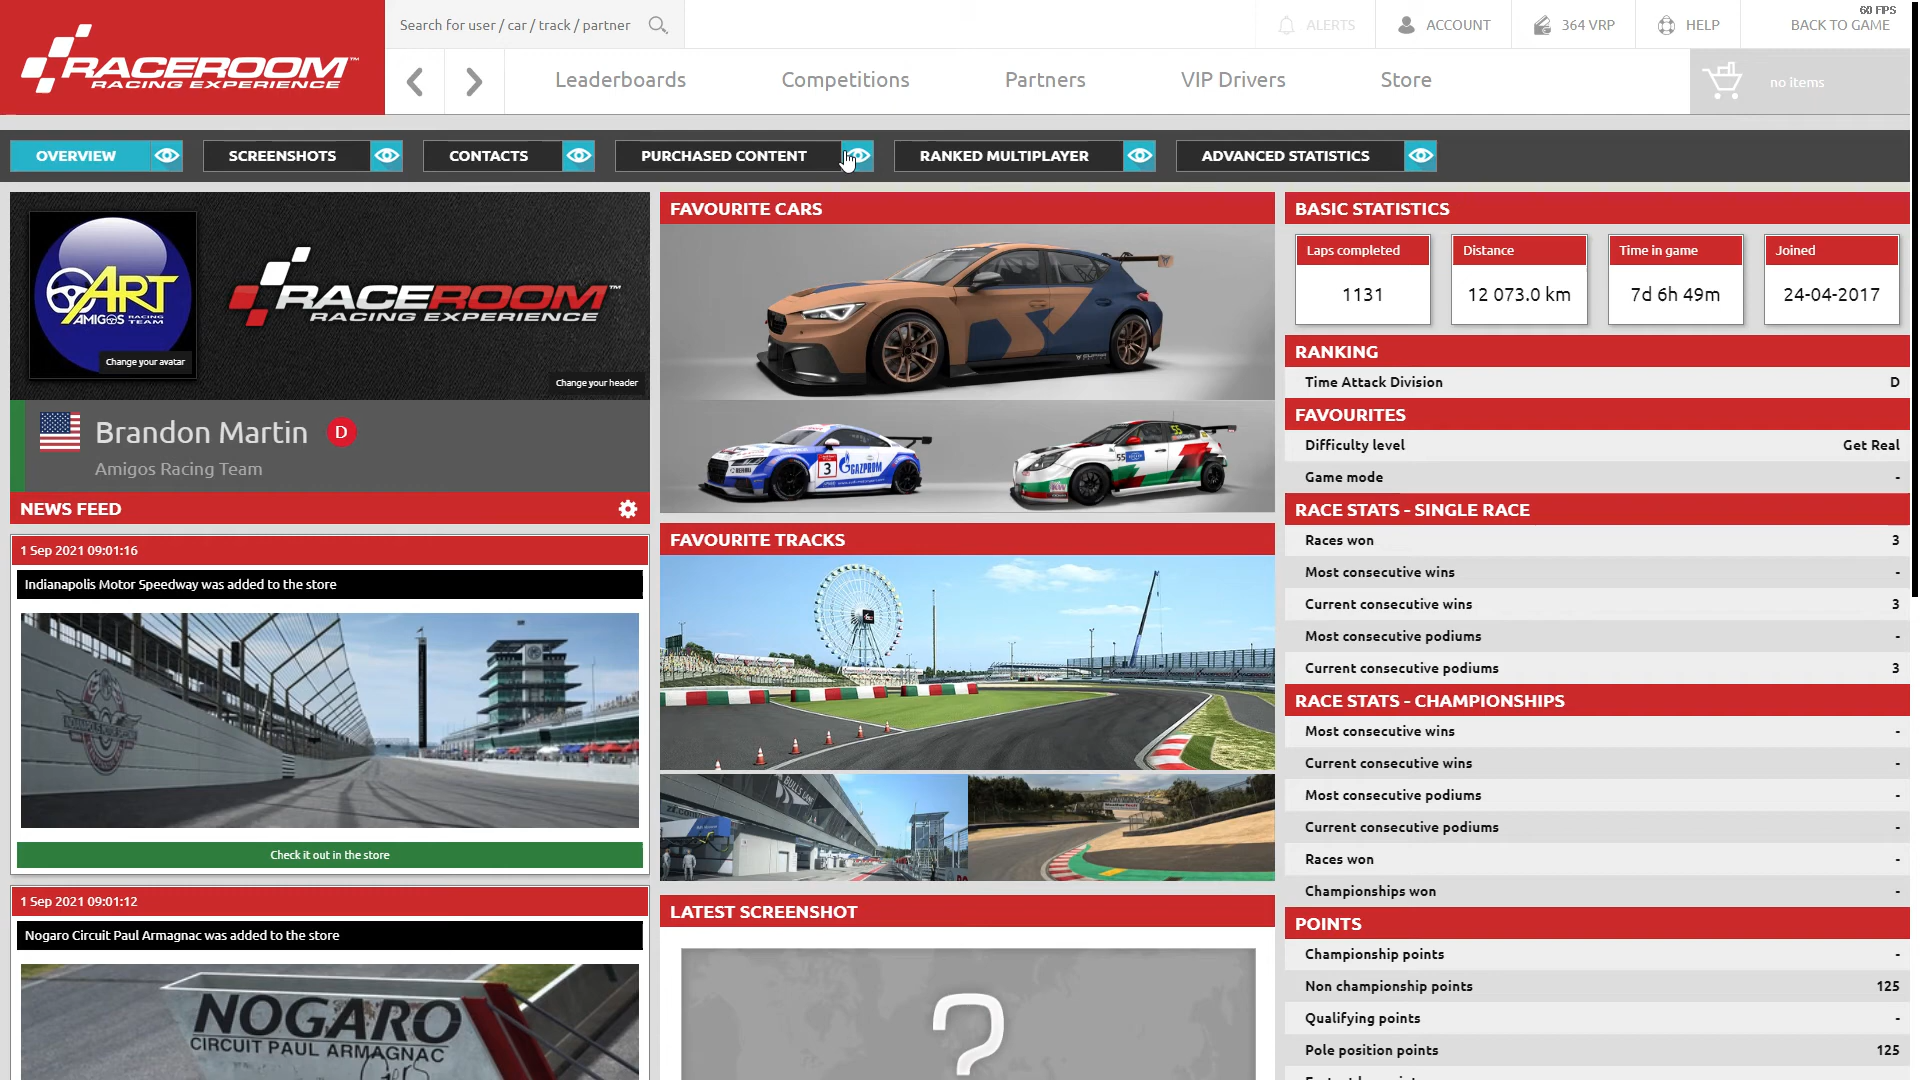 60 FPS
RACEROOM™
RACING EXPERIENCE
Search for user / car / track / partner
ALERTS
ACCOUNT
364 VRP
HELP
BACK TO GAME
Leaderboards
Competitions
Partners
VIP Drivers
Store
no items
OVERVIEW
SCREENSHOTS
CONTACTS
PURCHASED CONTENT
RANKED MULTIPLAYER
ADVANCED STATISTICS
ART
AMIGOS RACING TEAM
Change your avatar
RACEROOM™
RACING EXPERIENCE
Change your header
Brandon Martin D
Amigos Racing Team
NEWS FEED
1 Sep 2021 09:01:16
Indianapolis Motor Speedway was added to the store
Check it out in the store
1 Sep 2021 09:01:12
Nogaro Circuit Paul Armagnac was added to the store
NOGARO
CIRCUIT PAUL ARMAGNAC
FAVOURITE CARS
3
GAZPROM
55
FAVOURITE TRACKS
BULLS LANE
LATEST SCREENSHOT
?
BASIC STATISTICS
Laps completed
1131
Distance
12 073.0 km
Time in game
7d 6h 49m
Joined
24-04-2017
RANKING
Time Attack Division D
FAVOURITES
Difficulty level Get Real
Game mode -
RACE STATS - SINGLE RACE
Races won 3
Most consecutive wins -
Current consecutive wins 3
Most consecutive podiums -
Current consecutive podiums 3
RACE STATS - CHAMPIONSHIPS
Most consecutive wins -
Current consecutive wins -
Most consecutive podiums -
Current consecutive podiums -
Races won -
Championships won -
POINTS
Championship points -
Non championship points 125
Qualifying points -
Pole position points 125